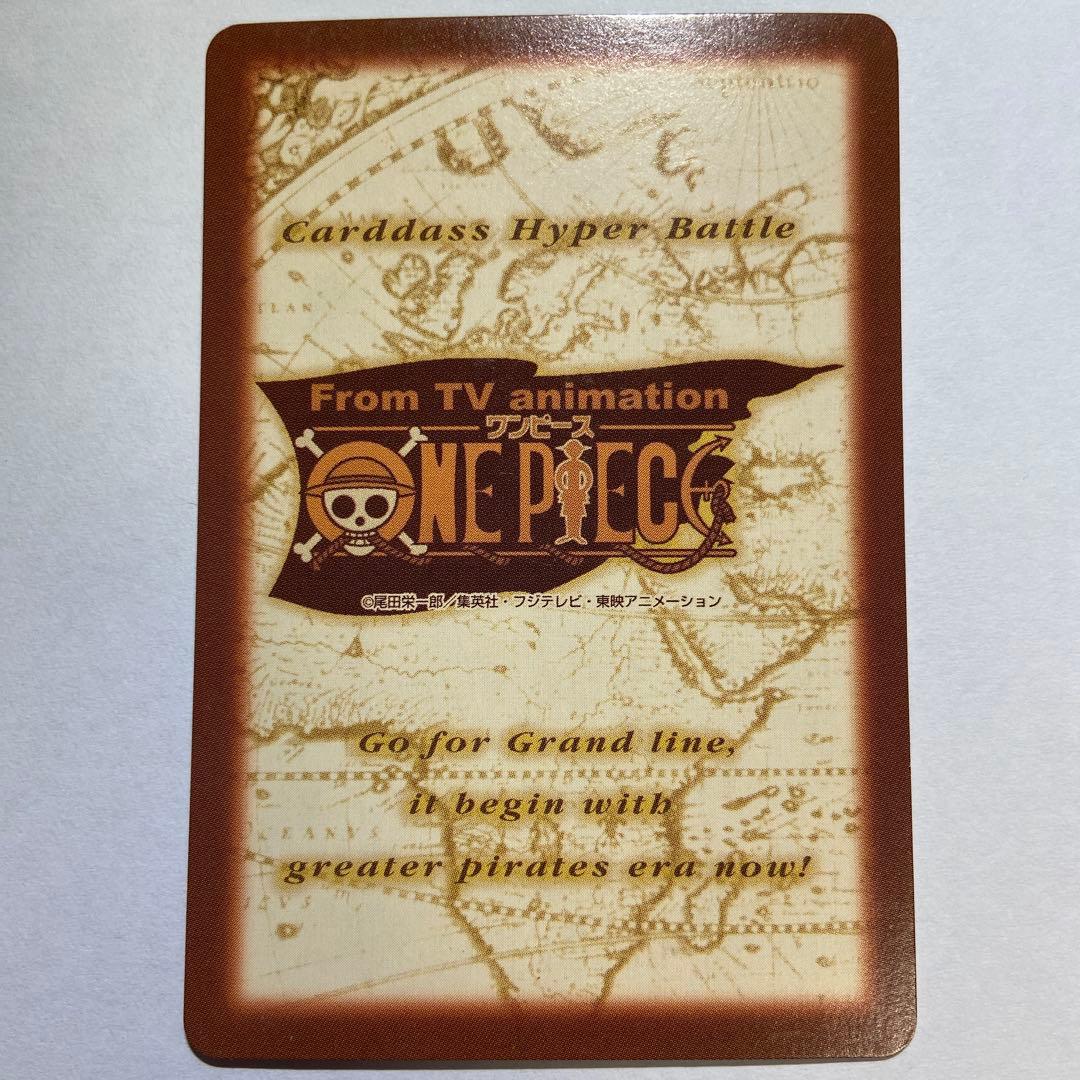 septentrio
Carddass Hyper Battle
From TV animation
ワンピース
ONE PIECE
©尾田栄一郎／集英社・フジテレビ・東映アニメーション
Go for Grand line,
it begin with
CEANVS
greater pirates era now!